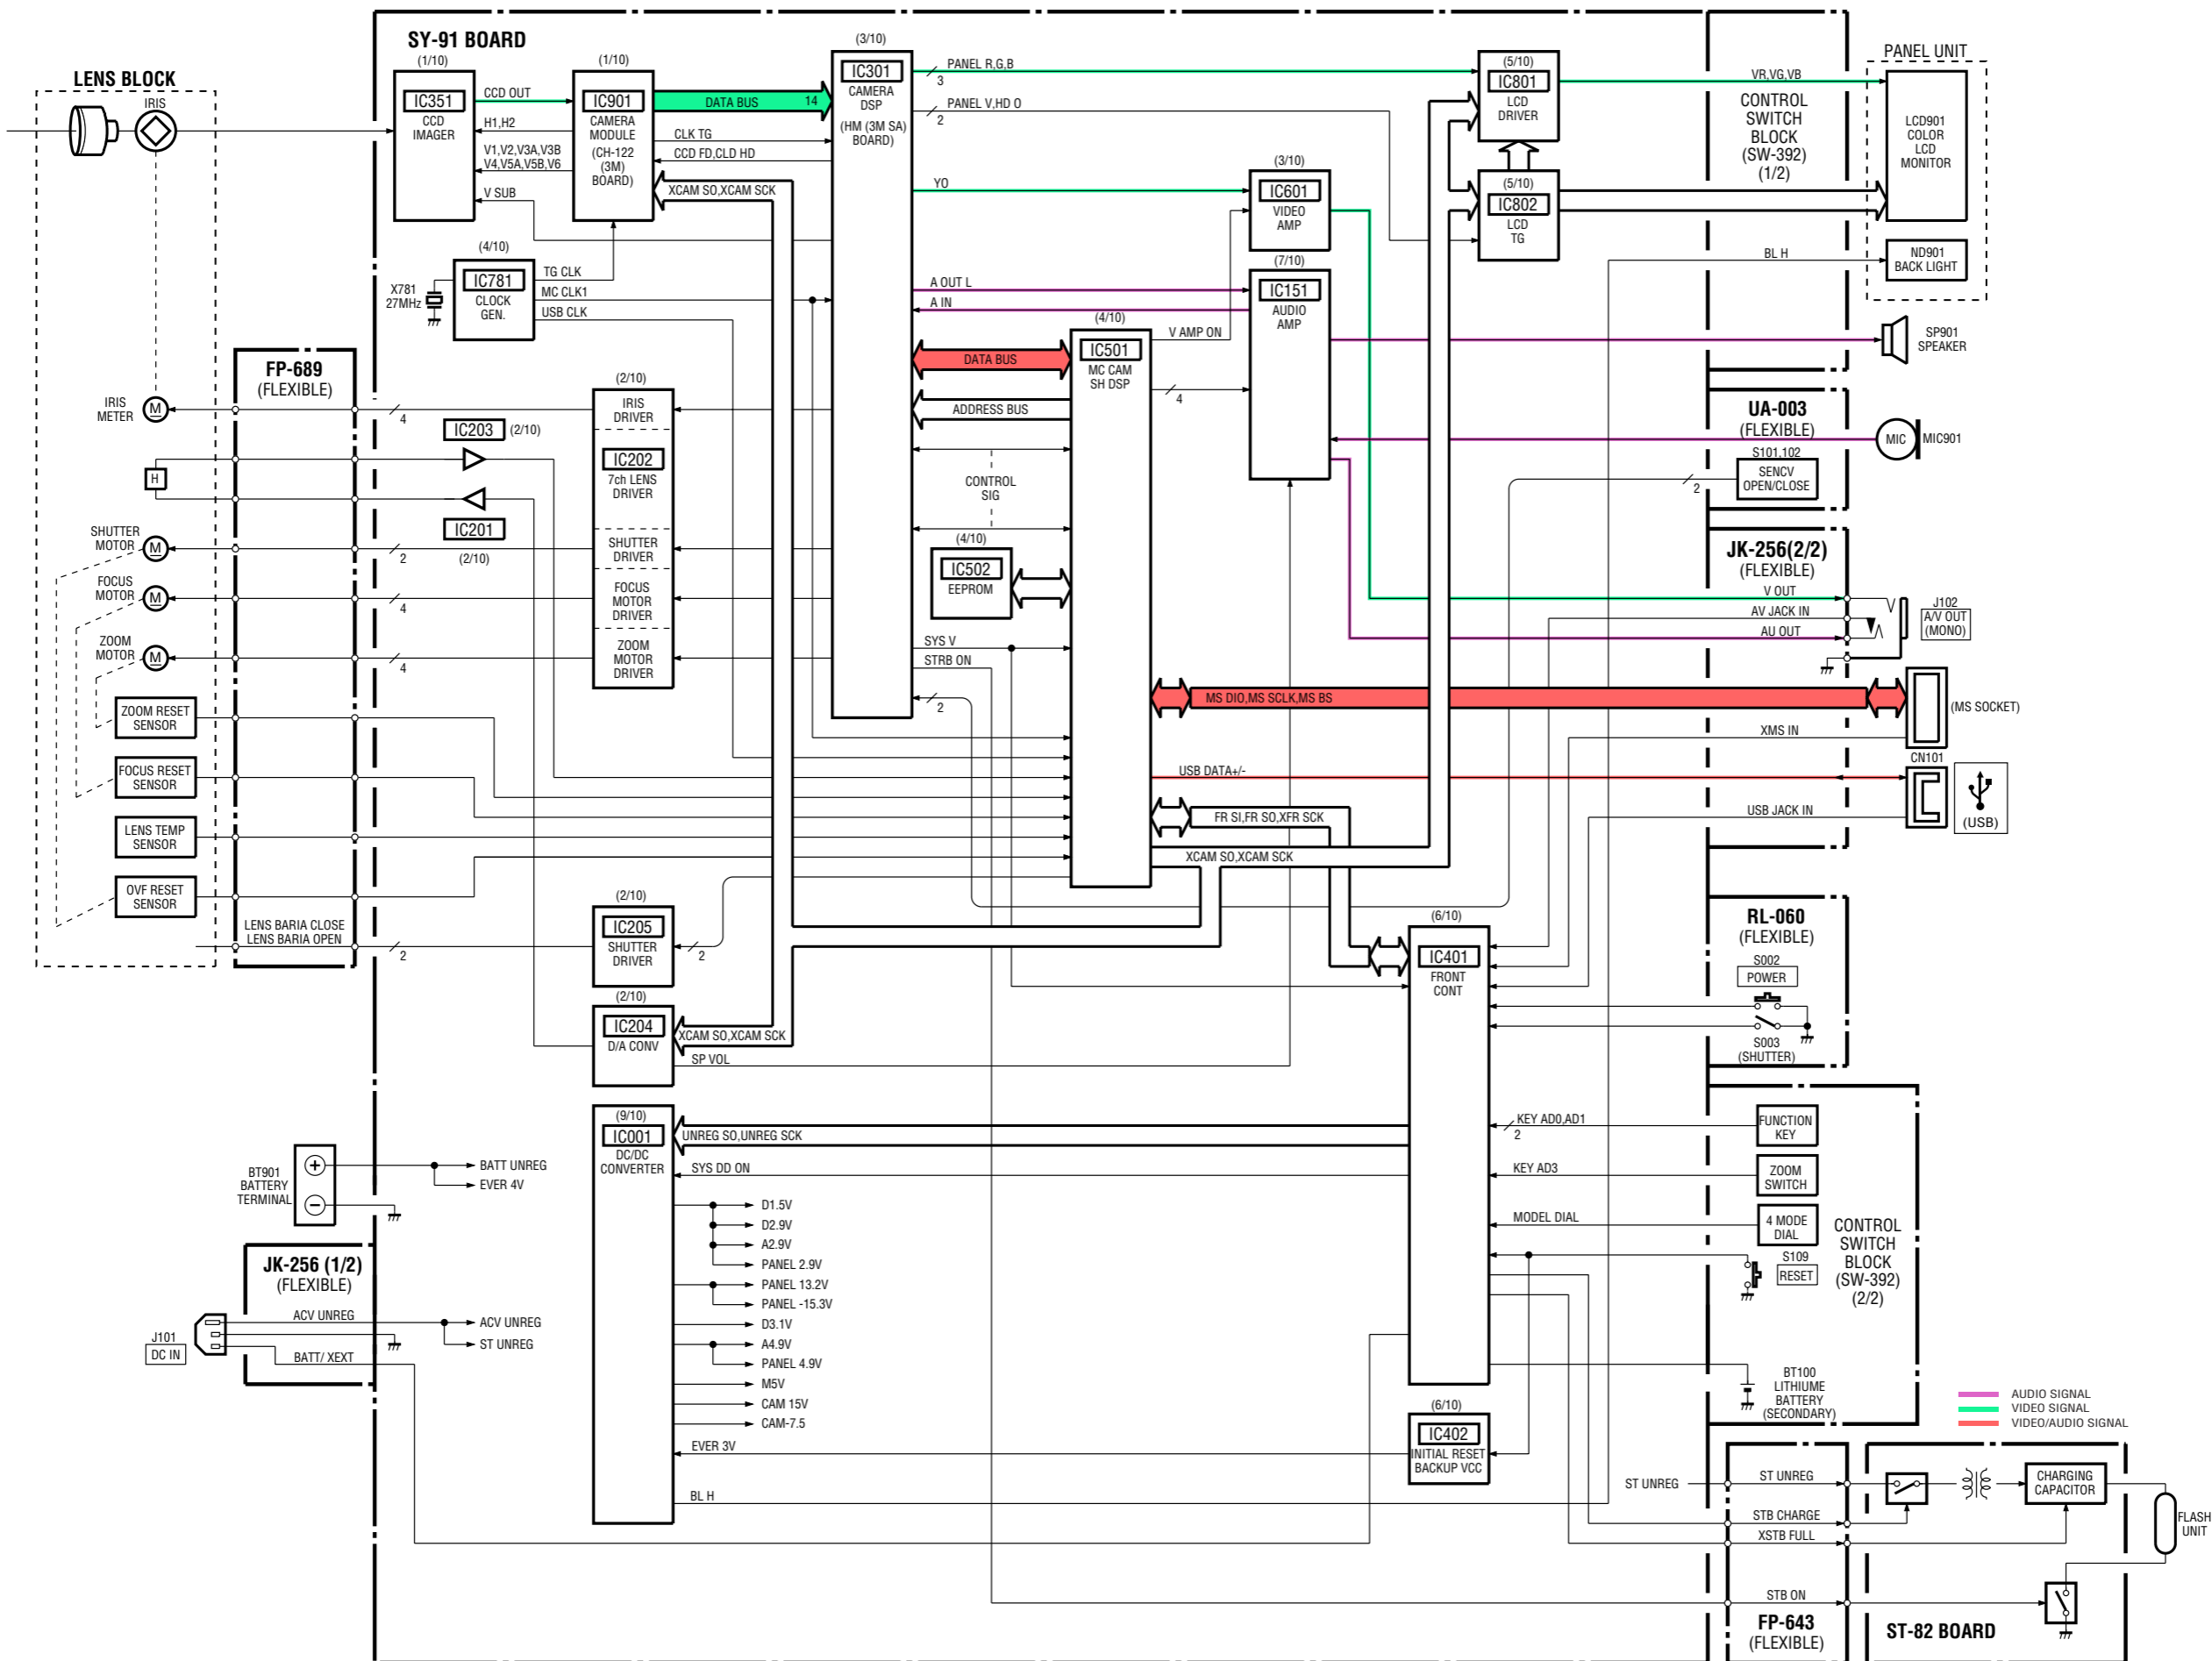 SY-91 BOARD
LENS BLOCK
IRIS
(1/10)
IC351
CCD
IMAGER
CCD OUT
H1,H2
V1,V2,V3A,V3B
V4,V5A,V5B,V6
V SUB
(1/10)
IC901
CAMERA
MODULE
(CH-122
(3M)
BOARD)
DATA BUS
14
CLK TG
CCD FD,CLD HD
XCAM SO,XCAM SCK
(3/10)
IC301
CAMERA
DSP
(HM (3M SA)
BOARD)
PANEL R,G,B
3
PANEL V,HD O
2
YO
A OUT L
A IN
(5/10)
IC801
LCD
DRIVER
(5/10)
IC802
LCD
TG
VR,VG,VB
CONTROL
SWITCH
BLOCK
(SW-392)
(1/2)
BL H
PANEL UNIT
LCD901
COLOR
LCD
MONITOR
ND901
BACK LIGHT
(3/10)
IC601
VIDEO
AMP
(7/10)
IC151
AUDIO
AMP
(4/10)
IC781
CLOCK
GEN.
X781
27MHz
TG CLK
MC CLK1
USB CLK
(4/10)
IC501
MC CAM
SH DSP
V AMP ON
4
DATA BUS
ADDRESS BUS
CONTROL
SIG
(4/10)
IC502
EEPROM
SYS V
STRB ON
2
SP901
SPEAKER
UA-003
(FLEXIBLE)
MIC
MIC901
S101,102
SENCV
OPEN/CLOSE
2
JK-256(2/2)
(FLEXIBLE)
V OUT
AV JACK IN
AU OUT
J102
A/V OUT
(MONO)
MS DIO,MS SCLK,MS BS
(MS SOCKET)
XMS IN
CN101
USB DATA+/-
USB JACK IN
(USB)
FR SI,FR SO,XFR SCK
XCAM SO,XCAM SCK
FP-689
(FLEXIBLE)
IRIS
METER
M
4
IC203
(2/10)
H
IC201
(2/10)
SHUTTER
MOTOR
M
2
FOCUS
MOTOR
M
4
ZOOM
MOTOR
M
4
(2/10)
IRIS
DRIVER
IC202
7ch LENS
DRIVER
SHUTTER
DRIVER
FOCUS
MOTOR
DRIVER
ZOOM
MOTOR
DRIVER
ZOOM RESET
SENSOR
FOCUS RESET
SENSOR
LENS TEMP
SENSOR
OVF RESET
SENSOR
LENS BARIA CLOSE
LENS BARIA OPEN
2
(2/10)
IC205
SHUTTER
DRIVER
2
(2/10)
IC204
D/A CONV
XCAM SO,XCAM SCK
SP VOL
(6/10)
IC401
FRONT
CONT
RL-060
(FLEXIBLE)
S002
POWER
S003
(SHUTTER)
(9/10)
IC001
DC/DC
CONVERTER
UNREG SO,UNREG SCK
SYS DD ON
D1.5V
D2.9V
A2.9V
PANEL 2.9V
PANEL 13.2V
PANEL -15.3V
D3.1V
A4.9V
PANEL 4.9V
M5V
CAM 15V
CAM-7.5
EVER 3V
BL H
BT901
BATTERY
TERMINAL
BATT UNREG
EVER 4V
JK-256 (1/2)
(FLEXIBLE)
J101
DC IN
ACV UNREG
BATT/ XEXT
ACV UNREG
ST UNREG
KEY AD0,AD1
2
FUNCTION
KEY
KEY AD3
ZOOM
SWITCH
MODEL DIAL
4 MODE
DIAL
S109
RESET
CONTROL
SWITCH
BLOCK
(SW-392)
(2/2)
BT100
LITHIUME
BATTERY
(SECONDARY)
(6/10)
IC402
INITIAL RESET
BACKUP VCC
AUDIO SIGNAL
VIDEO SIGNAL
VIDEO/AUDIO SIGNAL
ST UNREG
ST UNREG
STB CHARGE
XSTB FULL
STB ON
FP-643
(FLEXIBLE)
CHARGING
CAPACITOR
FLASH
UNIT
ST-82 BOARD